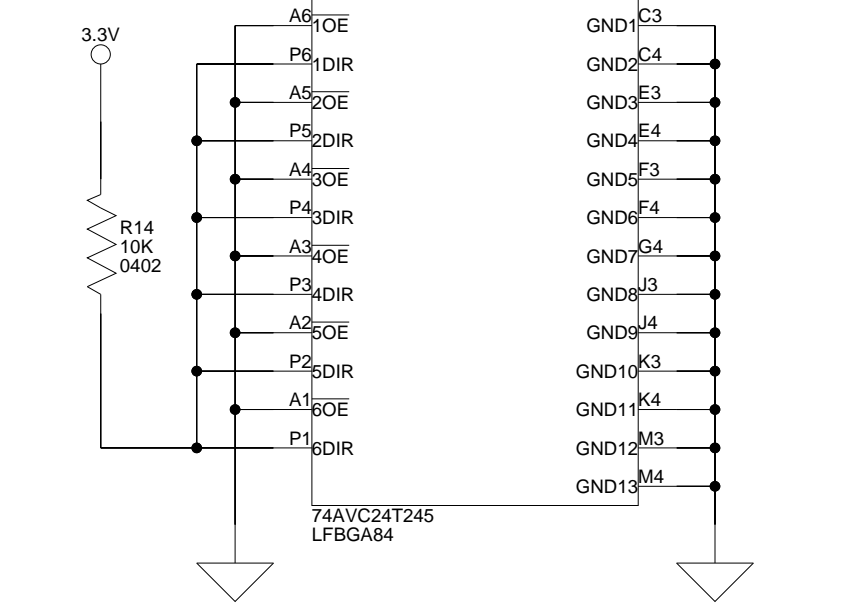 3.3V
R14
10K
0402
A6 1OE
P6 1DIR
A5 2OE
P5 2DIR
A4 3OE
P4 3DIR
A3 4OE
P3 4DIR
A2 5OE
P2 5DIR
A1 6OE
P1 6DIR
GND1 C3
GND2 C4
GND3 E3
GND4 E4
GND5 F3
GND6 F4
GND7 G4
GND8 J3
GND9 J4
GND10 K3
GND11 K4
GND12 M3
GND13 M4
74AVC24T245
LFBGA84